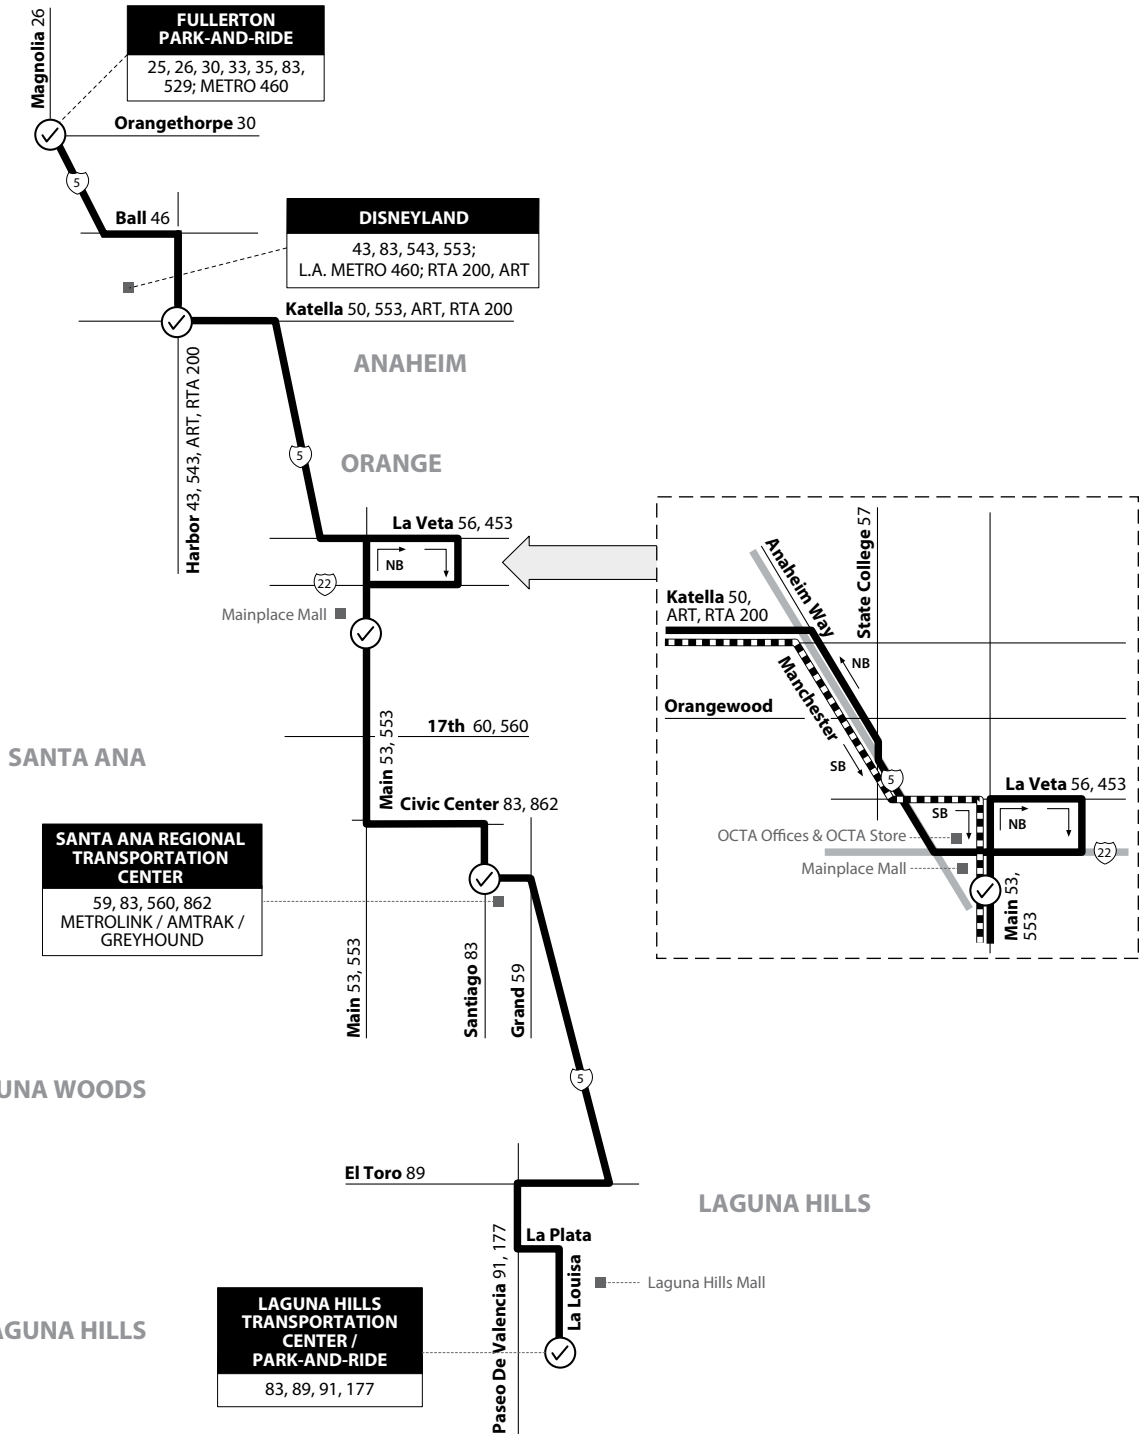 Magnolia 26
FULLERTON
PARK-AND-RIDE
25, 26, 30, 33, 35, 83,
529; METRO 460
Orangethorpe 30
5
Ball 46
DISNEYLAND
43, 83, 543, 553;
L.A. METRO 460; RTA 200, ART
Katella 50, 553, ART, RTA 200
ANAHEIM
Harbor 43, 543, ART, RTA 200
5
ORANGE
La Veta 56, 453
NB
22
Mainplace Mall
Main 53, 553
17th 60, 560
SANTA ANA
Civic Center 83, 862
SANTA ANA REGIONAL
TRANSPORTATION
CENTER
59, 83, 560, 862
METROLINK / AMTRAK /
GREYHOUND
Main 53, 553
Santiago 83
Grand 59
5
UNA WOODS
El Toro 89
LAGUNA HILLS
La Plata
Paseo De Valencia 91, 177
La Louisa
Laguna Hills Mall
AGUNA HILLS
LAGUNA HILLS
TRANSPORTATION
CENTER /
PARK-AND-RIDE
83, 89, 91, 177
Anaheim Way
State College 57
Katella 50,
ART, RTA 200
NB
Manchester
Orangewood
SB
5
La Veta 56, 453
SB
NB
OCTA Offices & OCTA Store
22
Mainplace Mall
Main 53,
553